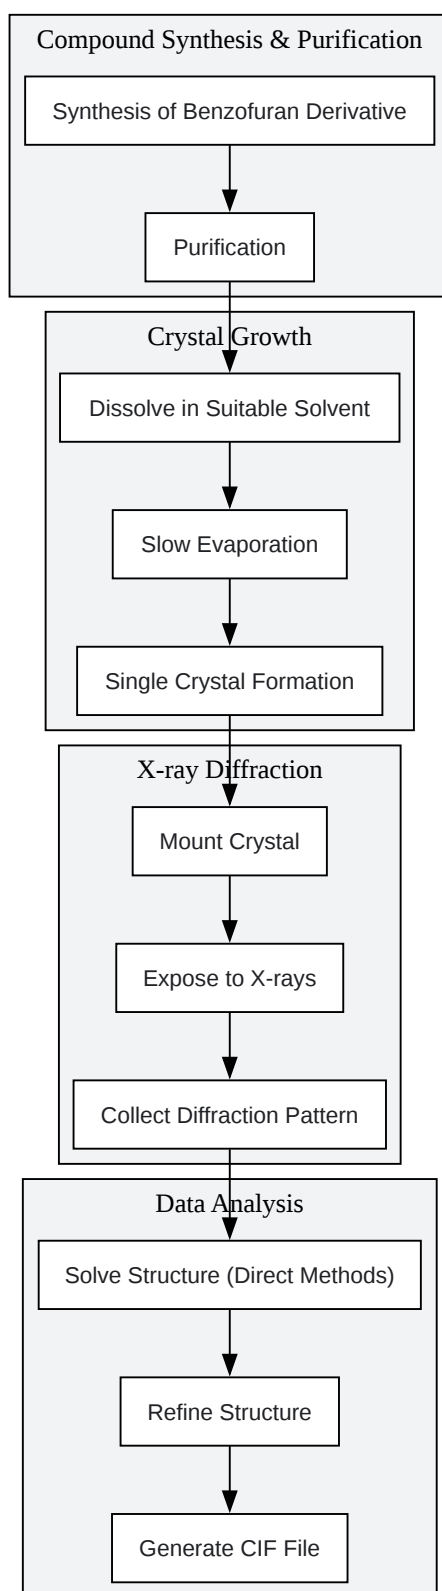 Compound Synthesis & Purification
Synthesis of Benzofuran Derivative
Purification
Crystal Growth
Dissolve in Suitable Solvent
Slow Evaporation
Single Crystal Formation
X-ray Diffraction
Mount Crystal
Expose to X-rays
Collect Diffraction Pattern
Data Analysis
Solve Structure (Direct Methods)
Refine Structure
Generate CIF File